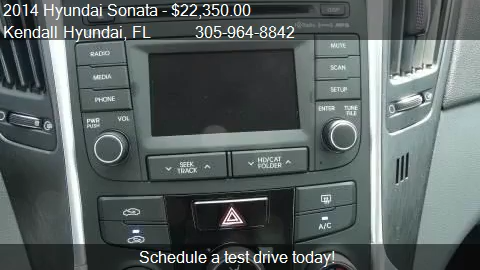 2014 Hyundai Sonata - $22,350.00
Kendall Hyundai, FL 305-964-8842
RADIO
MEDIA
PHONE
MUTE
SCAN
SETUP
PWR PUSH VOL
ENTER TUNE FILE
SEEK TRACK
HD/CAT FOLDER
A/C
Schedule a test drive today!